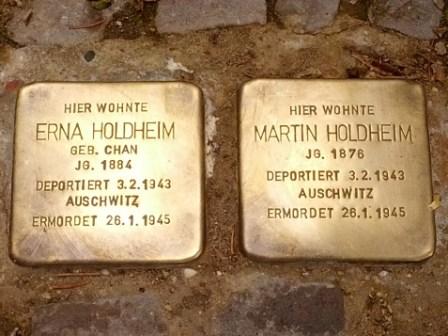 HIER WOHNTE
ERNA HOLDHEIM
GEB. CHAN
JG. 1884
DEPORTIERT 3.2.1943
AUSCHWITZ
ERMORDET 26.1.1945
HIER WOHNTE
MARTIN HOLDHEIM
JG. 1876
DEPORTIERT 3.2.1943
AUSCHWITZ
ERMORDET 26.1.1945